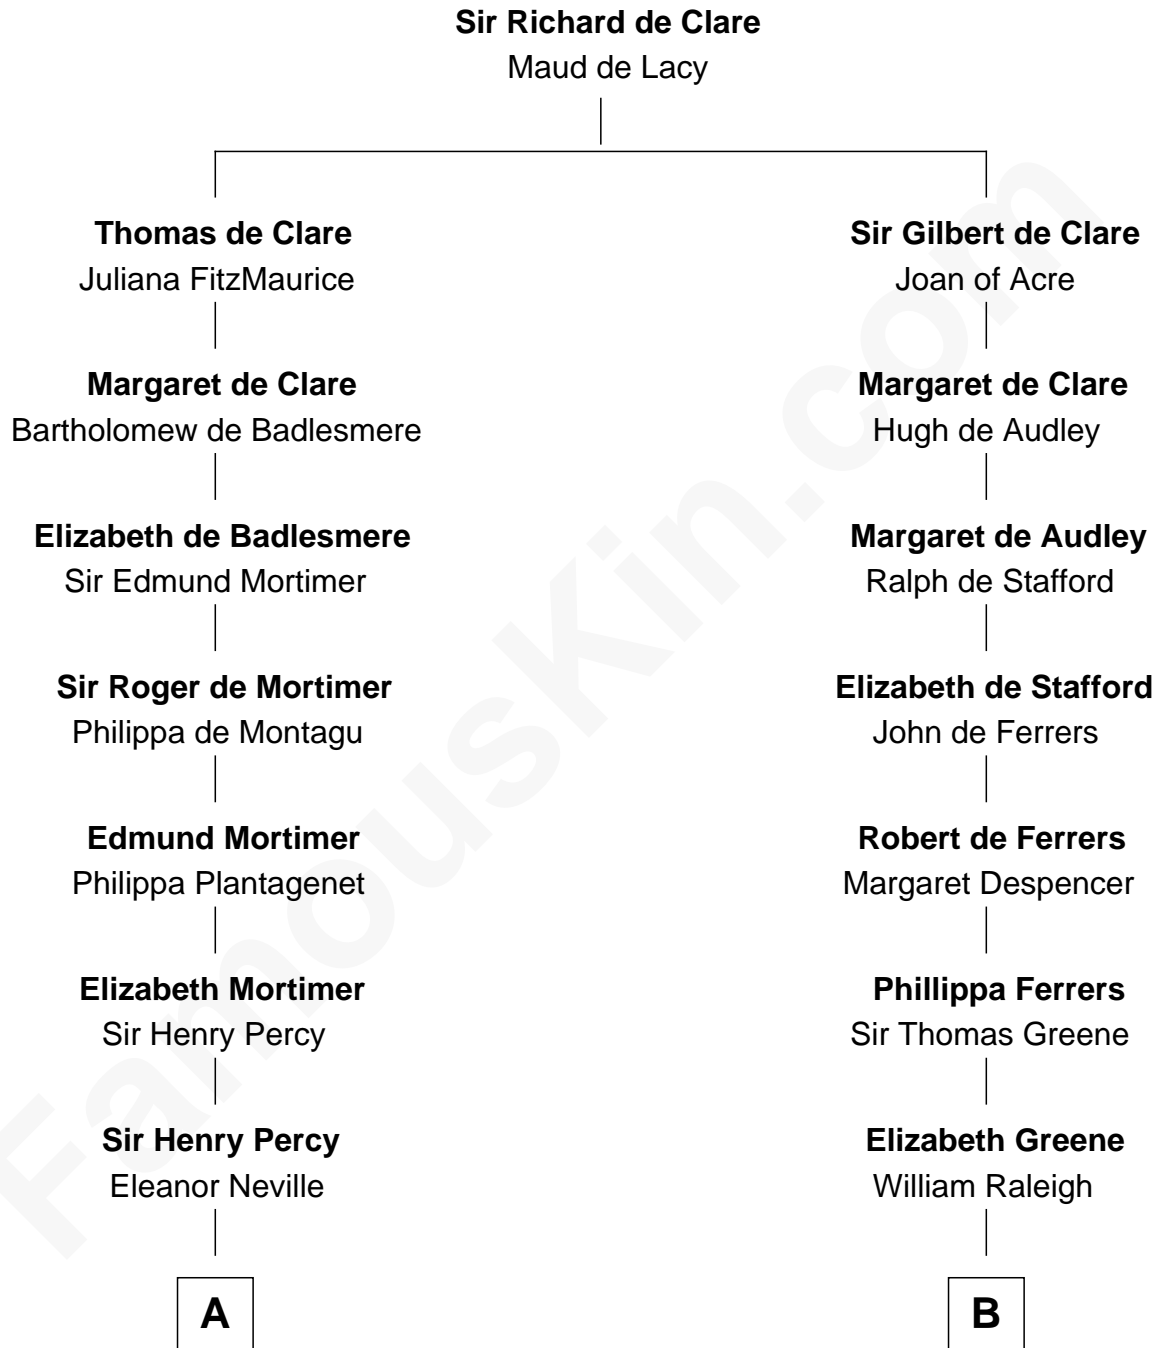 Sir Richard de Clare
Maud de Lacy
Thomas de Clare
Juliana FitzMaurice
Margaret de Clare
Bartholomew de Badlesmere
Elizabeth de Badlesmere
Sir Edmund Mortimer
Sir Roger de Mortimer
Philippa de Montagu
Edmund Mortimer
Philippa Plantagenet
Elizabeth Mortimer
Sir Henry Percy
Sir Henry Percy
Eleanor Neville
A
Sir Gilbert de Clare
Joan of Acre
Margaret de Clare
Hugh de Audley
Margaret de Audley
Ralph de Stafford
Elizabeth de Stafford
John de Ferrers
Robert de Ferrers
Margaret Despencer
Phillippa Ferrers
Sir Thomas Greene
Elizabeth Greene
William Raleigh
B
FamousKin.com